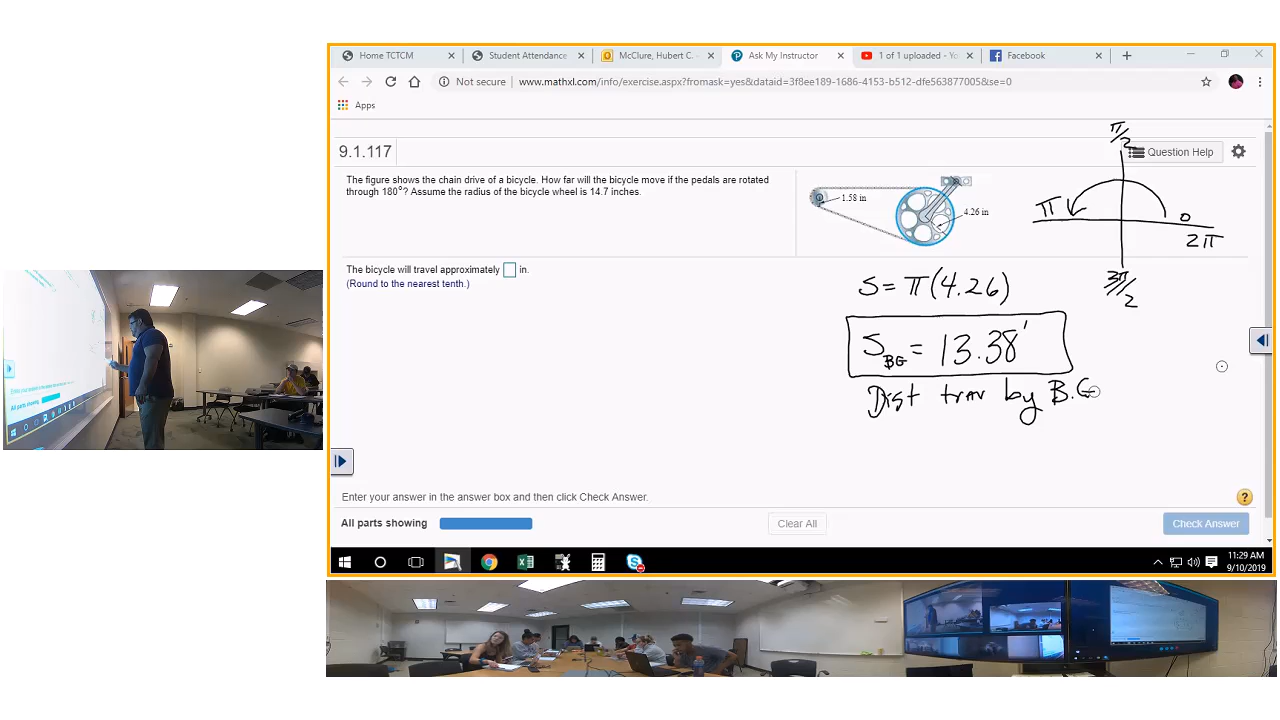 Home TCTCM
Student Attendance
McClure, Hubert C. -
Ask My Instructor
1 of 1 uploaded - Yo
Facebook
Not secure
www.mathxl.com/info/exercise.aspx?fromask=yes&dataid=3f8ee189-1686-4153-b512-dfe563877005&se=0
Apps
9.1.117
Question Help
The figure shows the chain drive of a bicycle. How far will the bicycle move if the pedals are rotated
through 180°? Assume the radius of the bicycle wheel is 14.7 inches.
1.58 in
4.26 in
π/2
π
0
2π
3π/2
The bicycle will travel approximately in.
(Round to the nearest tenth.)
S = π(4.26)
S BG = 13.38'
Dist trav by B.G
Enter your answer in the answer box and then click Check Answer.
All parts showing
Clear All
Check Answer
11:29 AM
9/10/2019